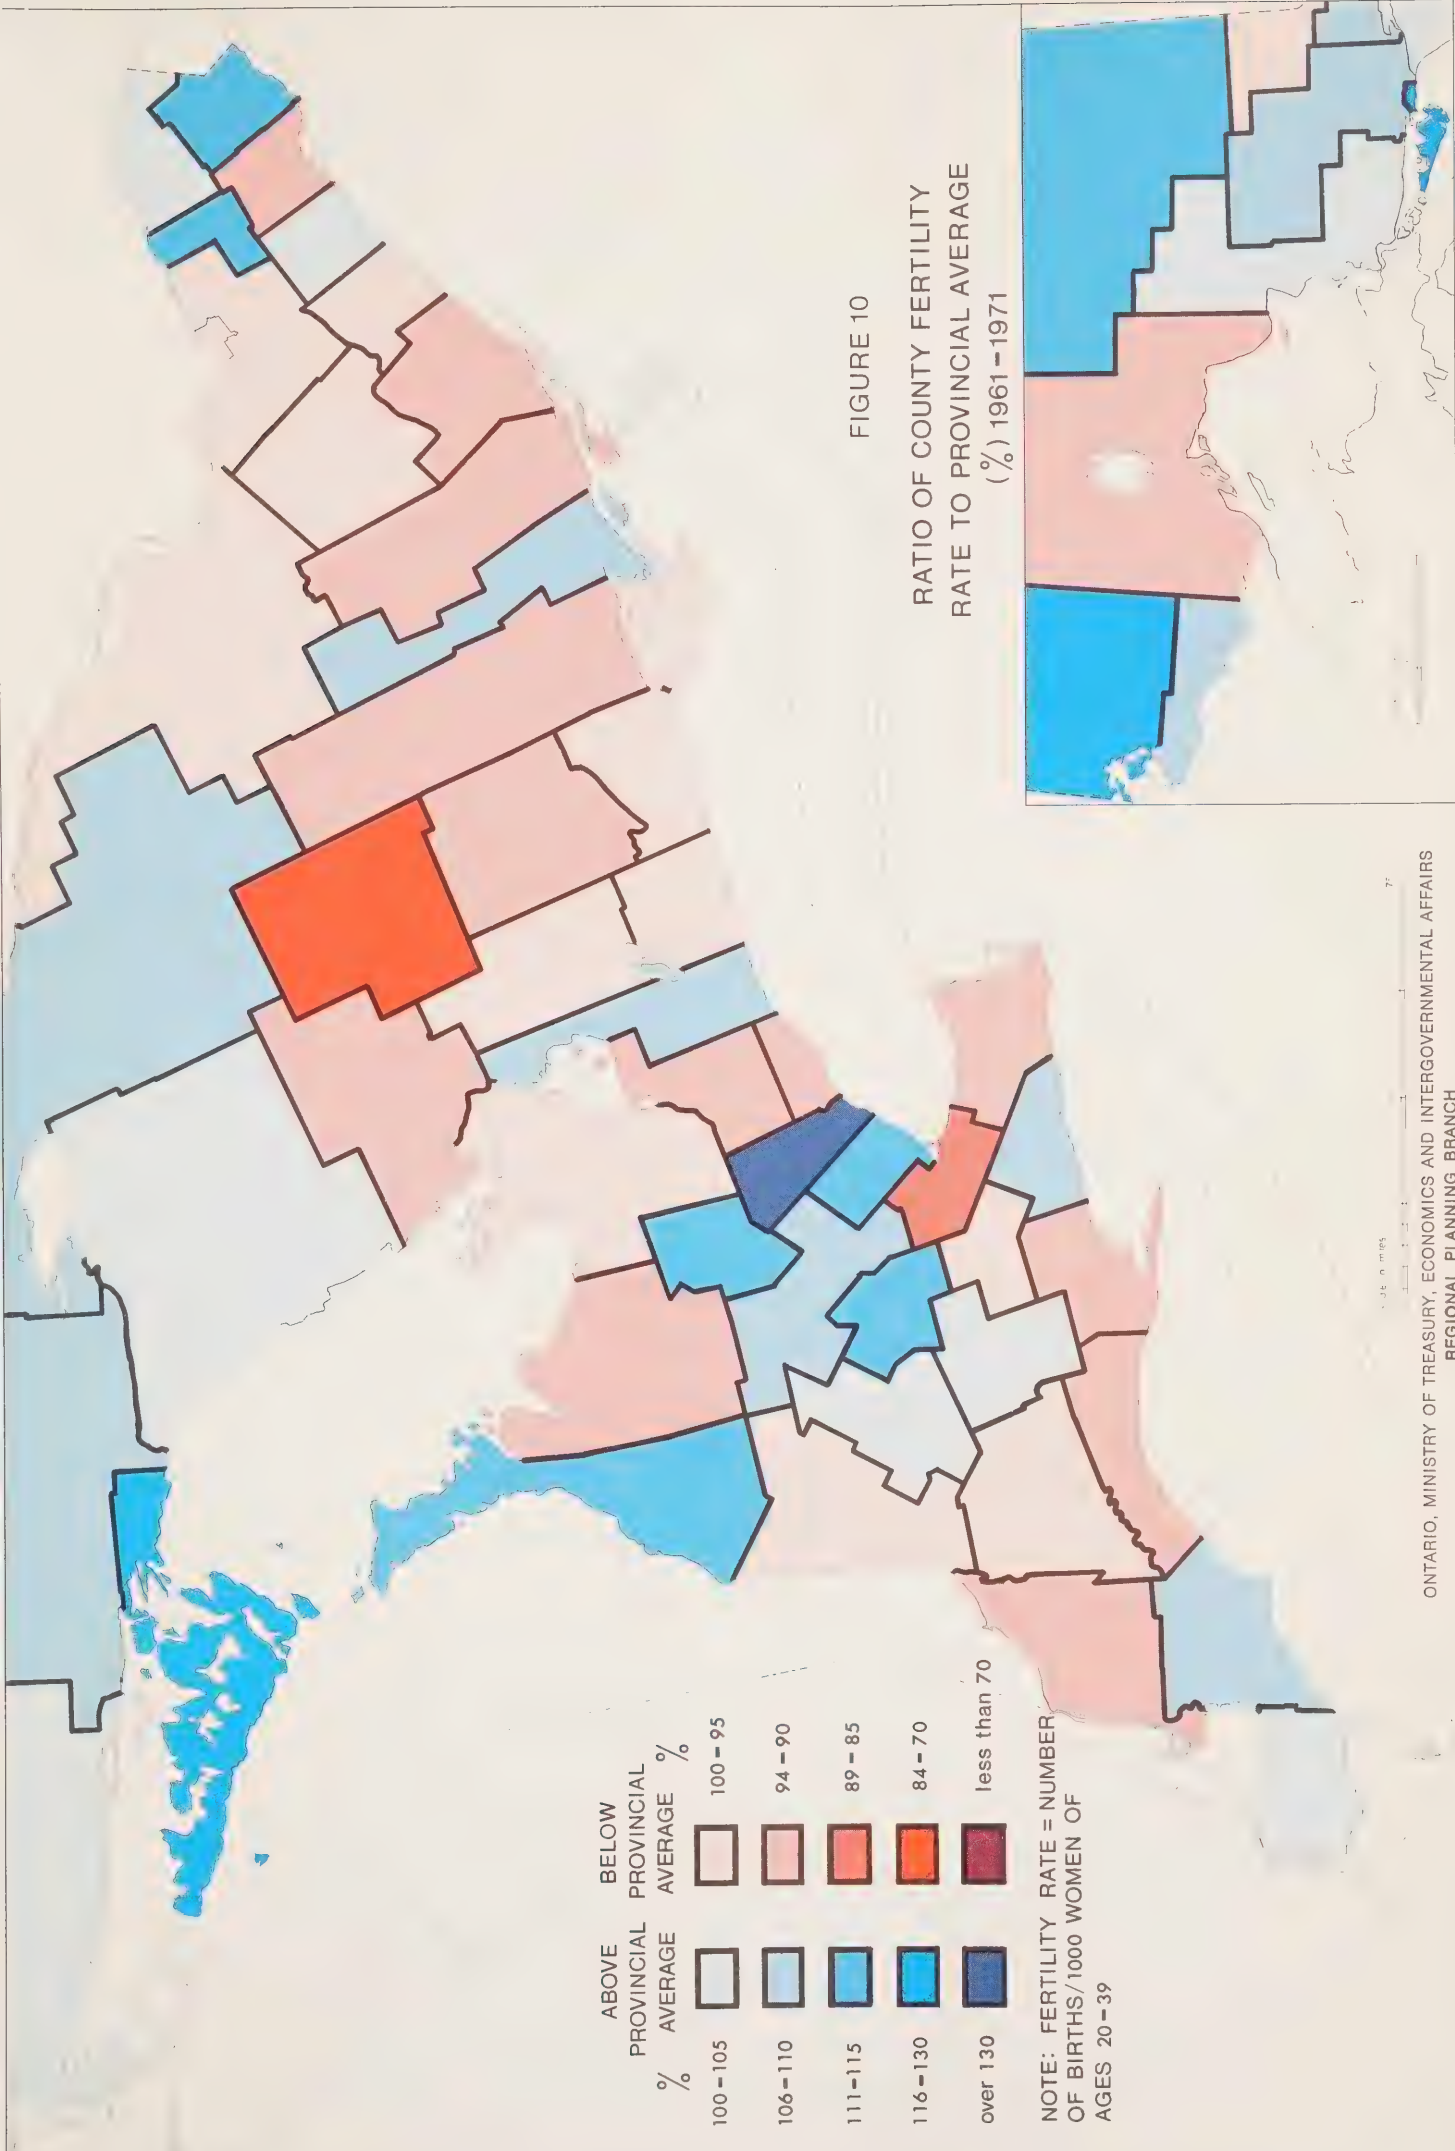 FIGURE 10
RATIO OF COUNTY FERTILITY
RATE TO PROVINCIAL AVERAGE
(%) 1961-1971
ABOVE
PROVINCIAL
% AVERAGE
BELOW
PROVINCIAL
AVERAGE %
100-105
100-95
106-110
94-90
111-115
89-85
116-130
84-70
over 130
less than 70
NOTE: FERTILITY RATE = NUMBER
OF BIRTHS/1000 WOMEN OF
AGES 20-39
ONTARIO, MINISTRY OF TREASURY, ECONOMICS AND INTERGOVERNMENTAL AFFAIRS
REGIONAL PLANNING BRANCH